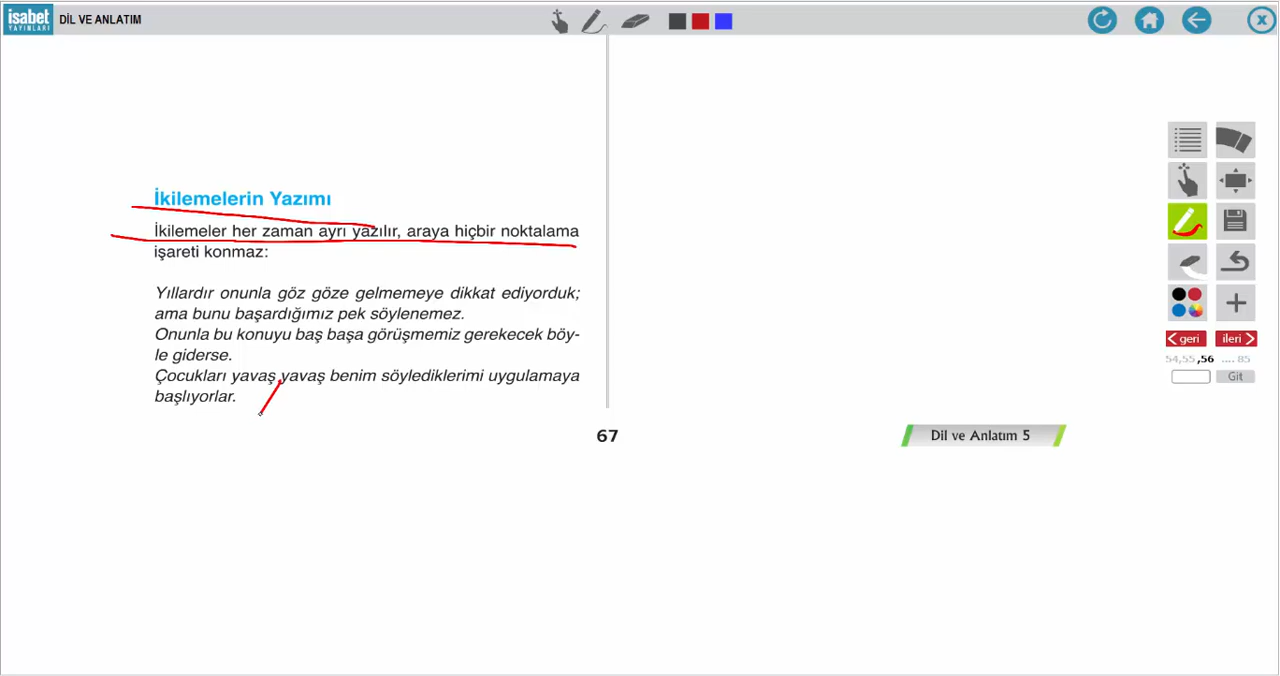 isabet
YAYINLARI
DİL VE ANLATIM
İkilemelerin Yazımı
İkilemeler her zaman ayrı yazılır, araya hiçbir noktalama
işareti konmaz:
Yıllardır onunla göz göze gelmemeye dikkat ediyorduk;
ama bunu başardığımız pek söylenemez.
Onunla bu konuyu baş başa görüşmemiz gerekecek böy-
le giderse.
Çocukları yavaş yavaş benim söylediklerimi uygulamaya
başlıyorlar.
67
Dil ve Anlatım 5
geri
ileri
54,55,56 .... 85
Git